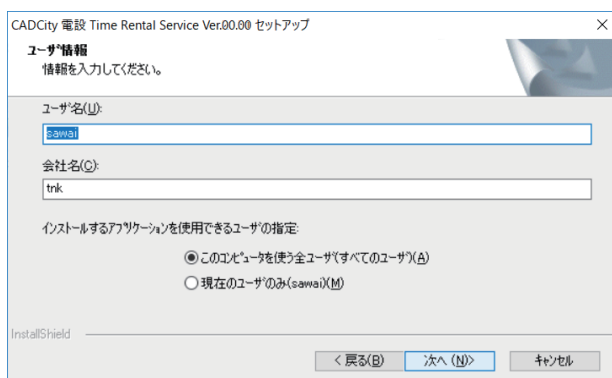 CADCity 電設 Time Rental Service Ver.00.00 セットアップ
ユーザ情報
情報を入力してください。
ユーザ名(U):
sawai
会社名(C):
tnk
インストールするアプリケーションを使用できるユーザの指定:
このコンピュータを使う全ユーザ(すべてのユーザ)(A)
現在のユーザのみ(sawai)(M)
InstallShield
< 戻る(B) 次へ (N)> キャンセル